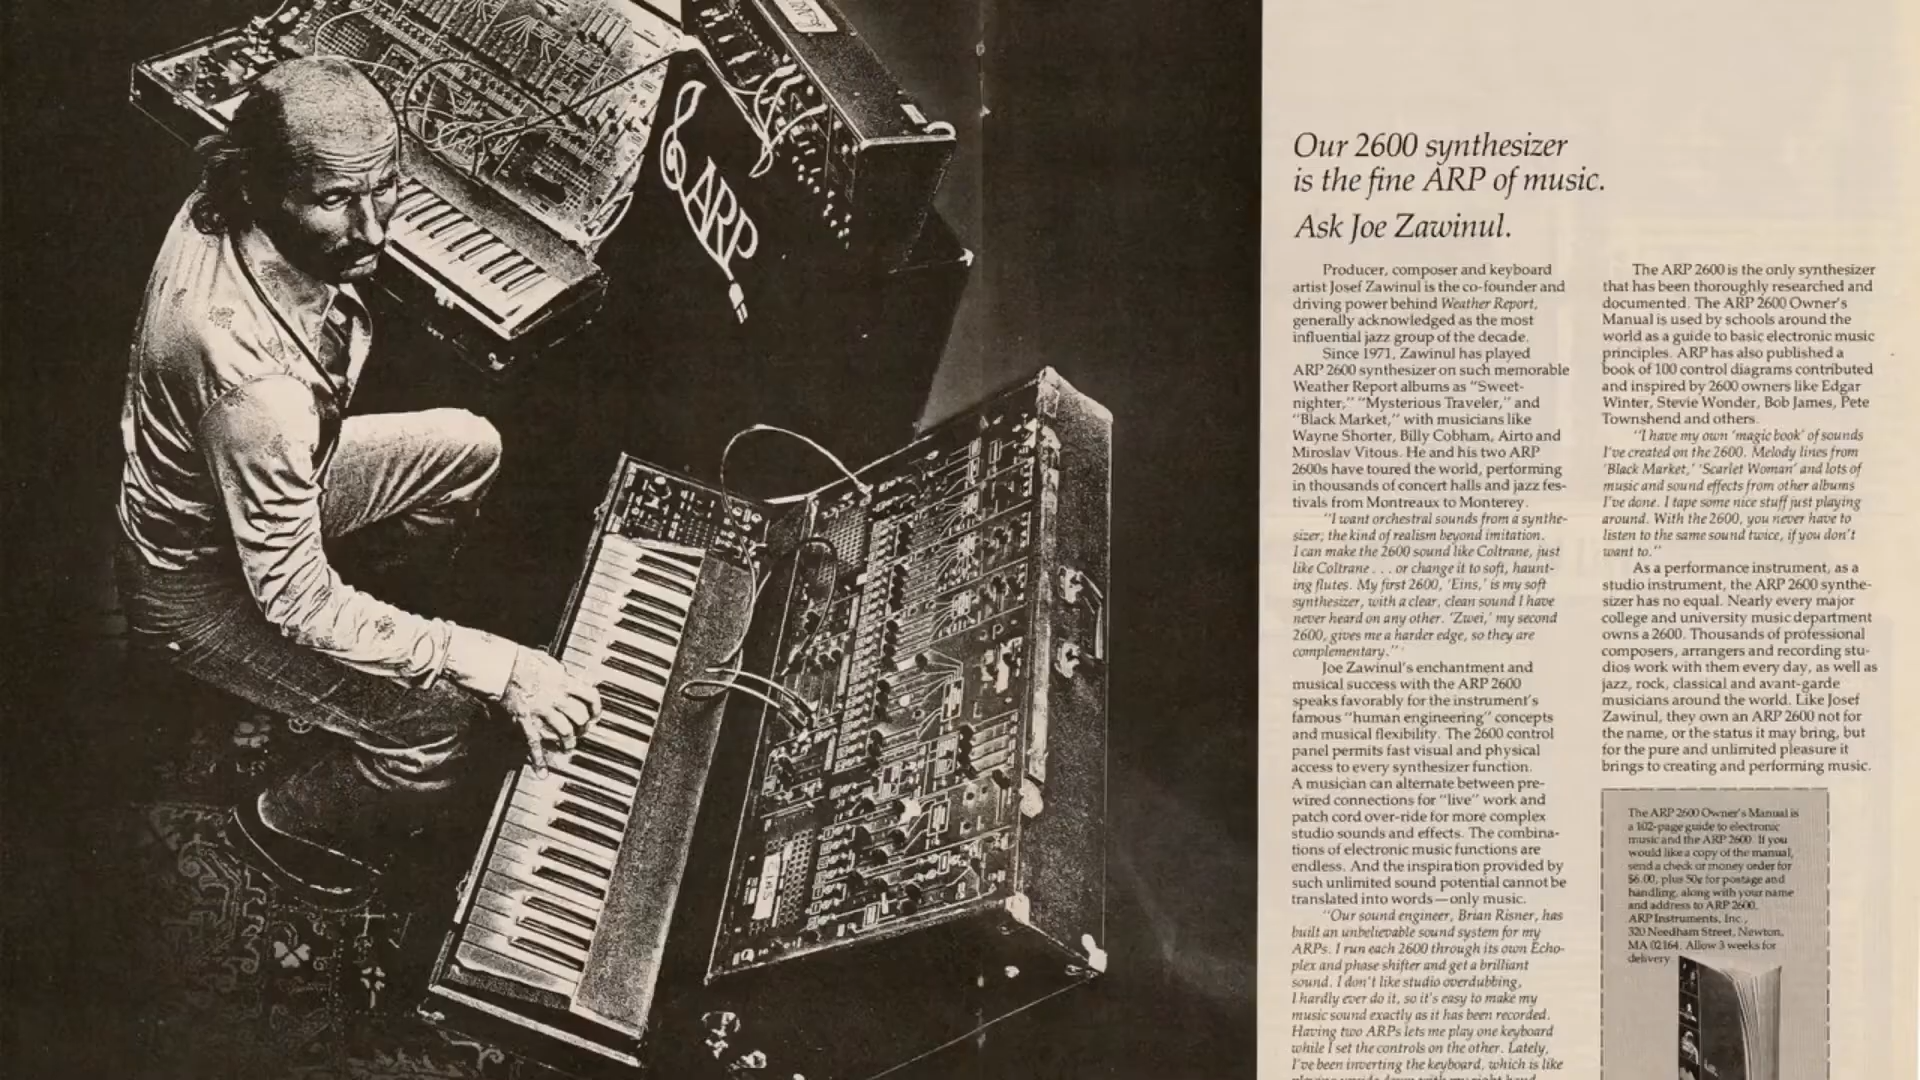 ARP
Our 2600 synthesizer
is the fine ARP of music.
Ask Joe Zawinul.
Producer, composer and keyboard
artist Josef Zawinul is the co-founder and
driving power behind Weather Report,
generally acknowledged as the most
influential jazz group of the decade.
Since 1971, Zawinul has played
ARP 2600 synthesizer on such memorable
Weather Report albums as "Sweet-
nighter," "Mysterious Traveler," and
"Black Market," with musicians like
Wayne Shorter, Billy Cobham, Airto and
Miroslav Vitous. He and his two ARP
2600s have toured the world, performing
in thousands of concert halls and jazz fes-
tivals from Montreaux to Monterey.
"I want orchestral sounds from a synthe-
sizer; the kind of realism beyond imitation.
I can make the 2600 sound like Coltrane, just
like Coltrane . . . or change it to soft, haunt-
ing flutes. My first 2600, 'Eins,' is my soft
synthesizer, with a clear, clean sound I have
never heard on any other. 'Zwei,' my second
2600, gives me a harder edge, so they are
complementary."
Joe Zawinul's enchantment and
musical success with the ARP 2600
speaks favorably for the instrument's
famous "human engineering" concepts
and musical flexibility. The 2600 control
panel permits fast visual and physical
access to every synthesizer function.
A musician can alternate between pre-
wired connections for "live" work and
patch cord over-ride for more complex
studio sounds and effects. The combina-
tions of electronic music functions are
endless. And the inspiration provided by
such unlimited sound potential cannot be
translated into words—only music.
"Our sound engineer, Brian Risner, has
built an unbelievable sound system for my
ARPs. I run each 2600 through its own Echo-
plex and phase shifter and get a brilliant
sound. I don't like studio overdubbing,
I hardly ever do it, so it's easy to make my
music sound exactly as it has been recorded.
Having two ARPs lets me play one keyboard
while I set the controls on the other. Lately,
I've been inverting the keyboard, which is like
The ARP 2600 is the only synthesizer
that has been thoroughly researched and
documented. The ARP 2600 Owner's
Manual is used by schools around the
world as a guide to basic electronic music
principles. ARP has also published a
book of 100 control diagrams contributed
and inspired by 2600 owners like Edgar
Winter, Stevie Wonder, Bob James, Pete
Townshend and others.
"I have my own 'magic book' of sounds
I've created on the 2600. Melody lines from
'Black Market,' 'Scarlet Woman' and lots of
music and sound effects from other albums
I've done. I tape some nice stuff just playing
around. With the 2600, you never have to
listen to the same sound twice, if you don't
want to."
As a performance instrument, as a
studio instrument, the ARP 2600 synthe-
sizer has no equal. Nearly every major
college and university music department
owns a 2600. Thousands of professional
composers, arrangers and recording stu-
dios work with them every day, as well as
jazz, rock, classical and avant-garde
musicians around the world. Like Josef
Zawinul, they own an ARP 2600 not for
the name, or the status it may bring, but
for the pure and unlimited pleasure it
brings to creating and performing music.
The ARP 2600 Owner's Manual is
a 102-page guide to electronic
music and the ARP 2600. If you
would like a copy of the manual,
send a check or money order for
$6.00, plus 50¢ for postage and
handling, along with your name
and address to ARP 2600,
ARP Instruments, Inc.,
320 Needham Street, Newton,
MA 02164. Allow 3 weeks for
delivery.